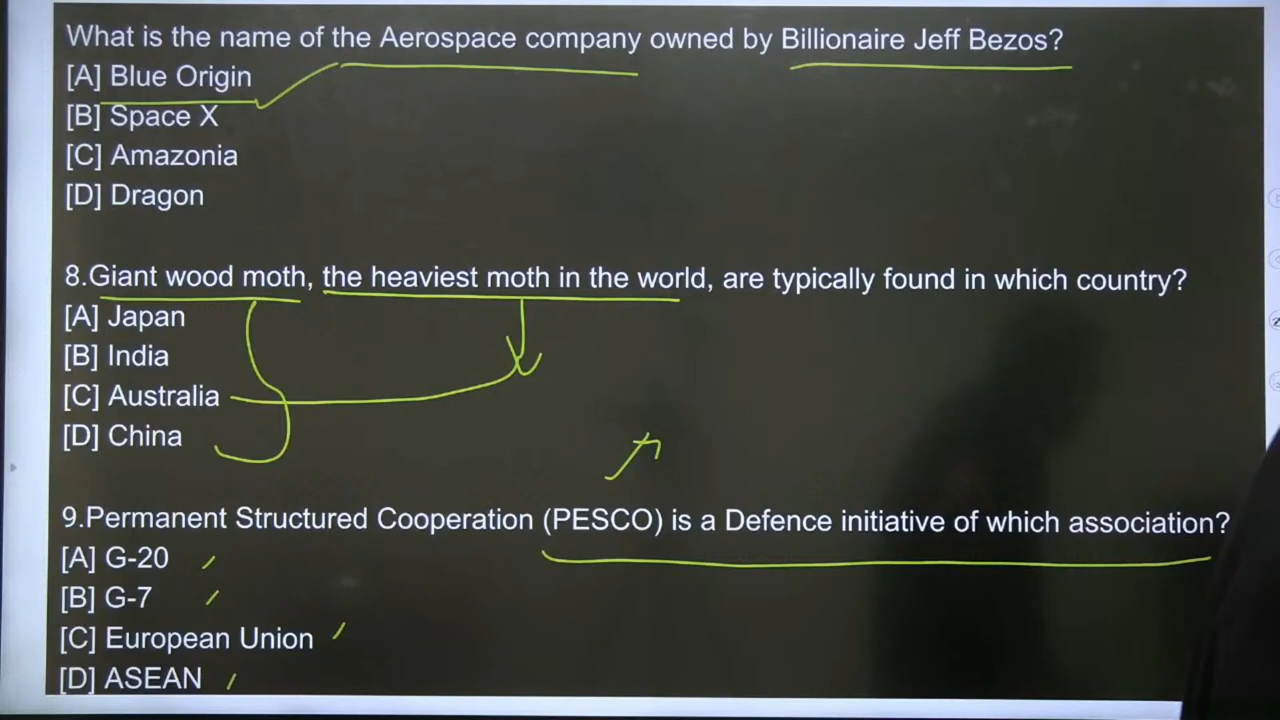 What is the name of the Aerospace company owned by Billionaire Jeff Bezos?
[A] Blue Origin
[B] Space X
[C] Amazonia
[D] Dragon
8.Giant wood moth, the heaviest moth in the world, are typically found in which country?
[A] Japan
[B] India
[C] Australia
[D] China
9.Permanent Structured Cooperation (PESCO) is a Defence initiative of which association?
[A] G-20
[B] G-7
[C] European Union
[D] ASEAN